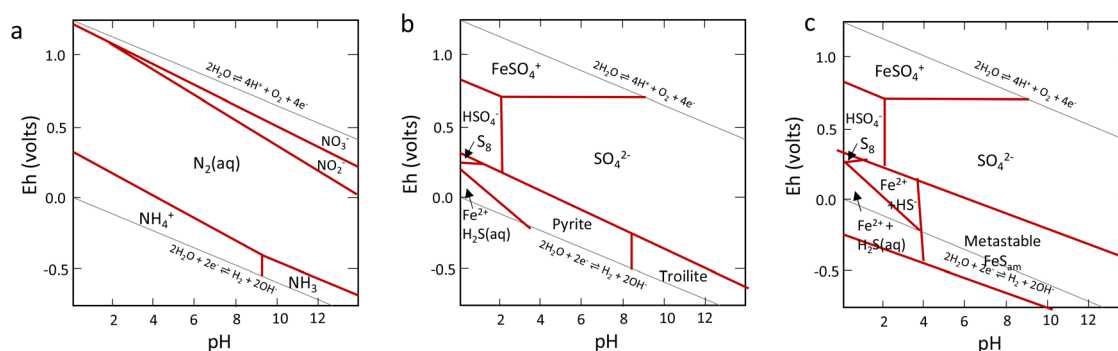 a
Eh (volts)
1.0
0.5
0.0
-0.5
2H₂O ⇌ 4H⁺ + O₂ + 4e⁻
NO₃⁻
NO₂⁻
N₂(aq)
NH₄⁺
2H₂O + 2e⁻ ⇌ H₂ + 2OH⁻
NH₃
2 4 6 8 10 12
pH
b
Eh (volts)
1.0
0.5
0.0
-0.5
FeSO₄⁺
2H₂O ⇌ 4H⁺ + O₂ + 4e⁻
HSO₄⁻
S₈
SO₄²⁻
Fe²⁺
H₂S(aq)
Pyrite
2H₂O + 2e⁻ ⇌ H₂ + 2OH⁻
Troilite
2 4 6 8 10 12
pH
c
Eh (volts)
1.0
0.5
0.0
-0.5
FeSO₄⁺
2H₂O ⇌ 4H⁺ + O₂ + 4e⁻
HSO₄⁻
S₈
SO₄²⁻
Fe²⁺
+HS⁻
Fe²⁺ +
H₂S(aq)
Metastable
FeSₐₘ
2H₂O + 2e⁻ ⇌ H₂ + 2OH⁻
2 4 6 8 10 12
pH